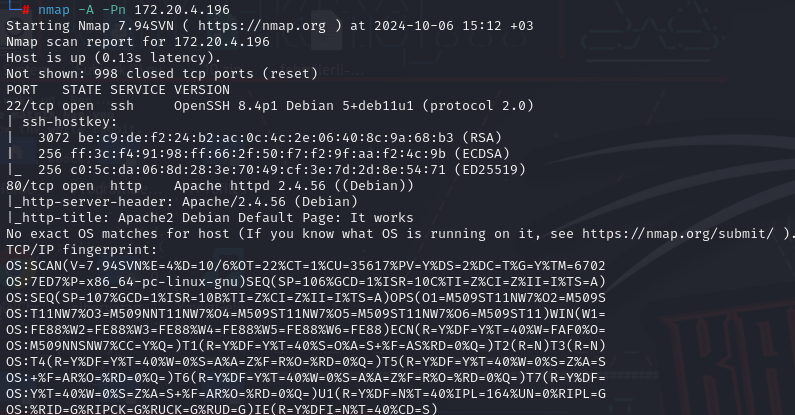 └─# nmap -A -Pn 172.20.4.196
Starting Nmap 7.94SVN ( https://nmap.org ) at 2024-10-06 15:12 +03
Nmap scan report for 172.20.4.196
Host is up (0.13s latency).
Not shown: 998 closed tcp ports (reset)
PORT   STATE SERVICE VERSION
22/tcp open  ssh     OpenSSH 8.4p1 Debian 5+deb11u1 (protocol 2.0)
| ssh-hostkey:
|   3072 be:c9:de:f2:24:b2:ac:0c:4c:2e:06:40:8c:9a:68:b3 (RSA)
|   256 ff:3c:f4:91:98:ff:66:2f:50:f7:f2:9f:aa:f2:4c:9b (ECDSA)
|_  256 c0:5c:da:06:8d:28:3e:70:49:cf:3e:7d:2d:8e:54:71 (ED25519)
80/tcp open  http    Apache httpd 2.4.56 ((Debian))
|_http-server-header: Apache/2.4.56 (Debian)
|_http-title: Apache2 Debian Default Page: It works
No exact OS matches for host (If you know what OS is running on it, see https://nmap.org/submit/ ).
TCP/IP fingerprint:
OS:SCAN(V=7.94SVN%E=4%D=10/6%OT=22%CT=1%CU=35617%PV=Y%DS=2%DC=T%G=Y%TM=6702
OS:7ED7%P=x86_64-pc-linux-gnu)SEQ(SP=106%GCD=1%ISR=10C%TI=Z%CI=Z%II=I%TS=A)
OS:SEQ(SP=107%GCD=1%ISR=10B%TI=Z%CI=Z%II=I%TS=A)OPS(O1=M509ST11NW7%O2=M509S
OS:T11NW7%O3=M509NNT11NW7%O4=M509ST11NW7%O5=M509ST11NW7%O6=M509ST11)WIN(W1=
OS:FE88%W2=FE88%W3=FE88%W4=FE88%W5=FE88%W6=FE88)ECN(R=Y%DF=Y%T=40%W=FAF0%O=
OS:M509NNSNW7%CC=Y%Q=)T1(R=Y%DF=Y%T=40%S=O%A=S+%F=AS%RD=0%Q=)T2(R=N)T3(R=N)
OS:T4(R=Y%DF=Y%T=40%W=0%S=A%A=Z%F=R%O=%RD=0%Q=)T5(R=Y%DF=Y%T=40%W=0%S=Z%A=S
OS:+%F=AR%O=%RD=0%Q=)T6(R=Y%DF=Y%T=40%W=0%S=A%A=Z%F=R%O=%RD=0%Q=)T7(R=Y%DF=
OS:Y%T=40%W=0%S=Z%A=S+%F=AR%O=%RD=0%Q=)U1(R=Y%DF=N%T=40%IPL=164%UN=0%RIPL=G
OS:%RID=G%RIPCK=G%RUCK=G%RUD=G)IE(R=Y%DFI=N%T=40%CD=S)